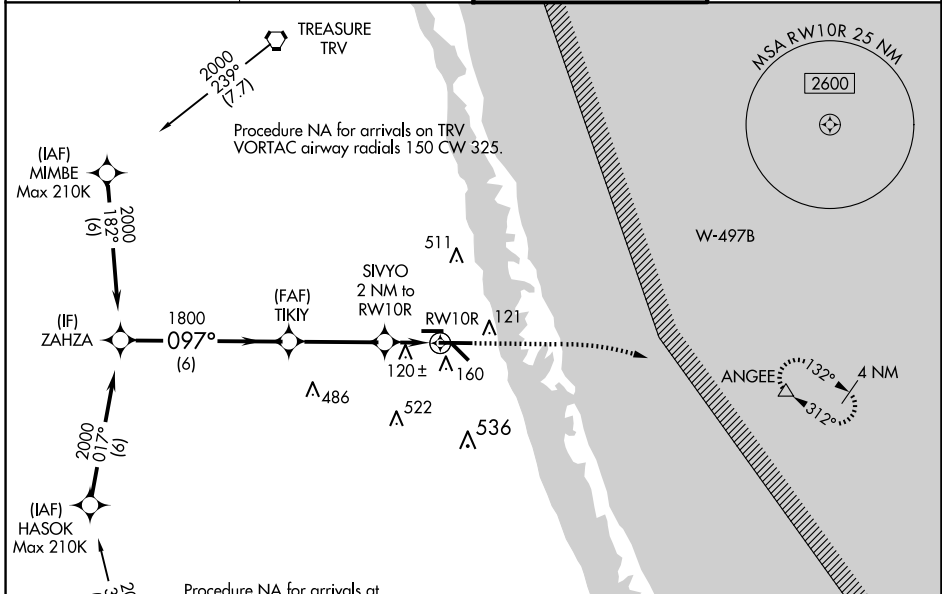 TREASURE
TRV
2000
239°
(7.7)
MSA RW10R 25 NM
2600
Procedure NA for arrivals on TRV
VORTAC airway radials 150 CW 325.
(IAF)
MIMBE
Max 210K
2000
182°
(6)
W-497B
511
SIVYO
2 NM to
RW10R
(FAF)
TIKIY
(IF)
ZAHZA
1800
097°
(6)
RW10R
121
120±
160
486
522
536
ANGEE
132°
4 NM
312°
2000
017°
(6)
(IAF)
HASOK
Max 210K
Procedure NA for arrivals at